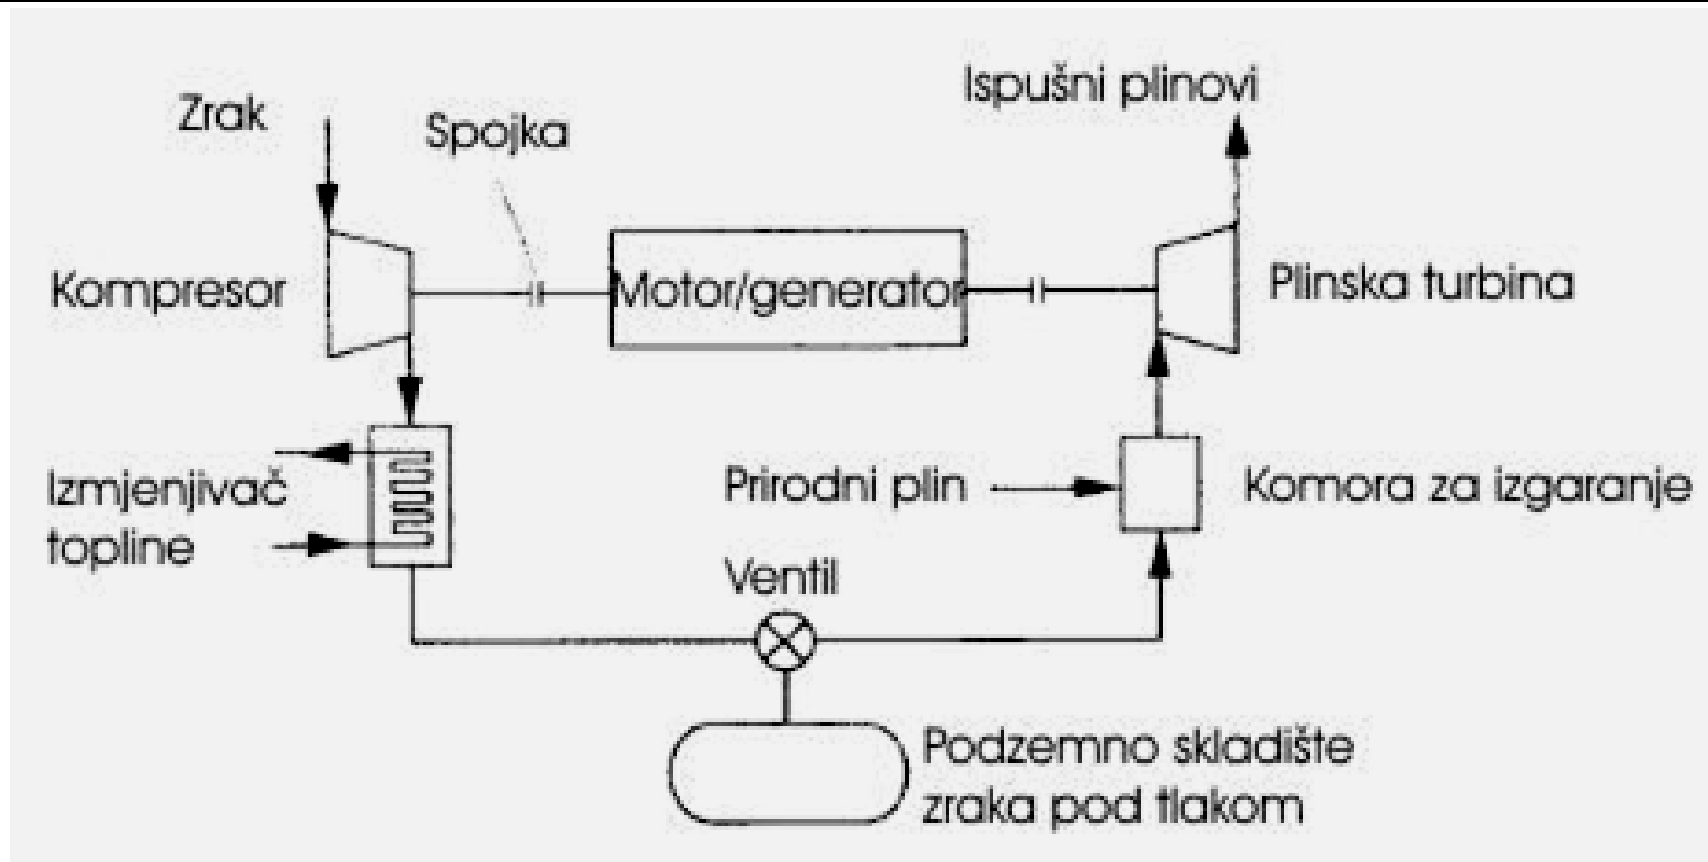 Zrak
Spojka
Ispušni plinovi
Kompresor
Motor/generator
Plinska turbina
Izmjenjivač
topline
Prirodni plin
Komora za izgaranje
Ventil
Podzemno skladište
zraka pod tlakom